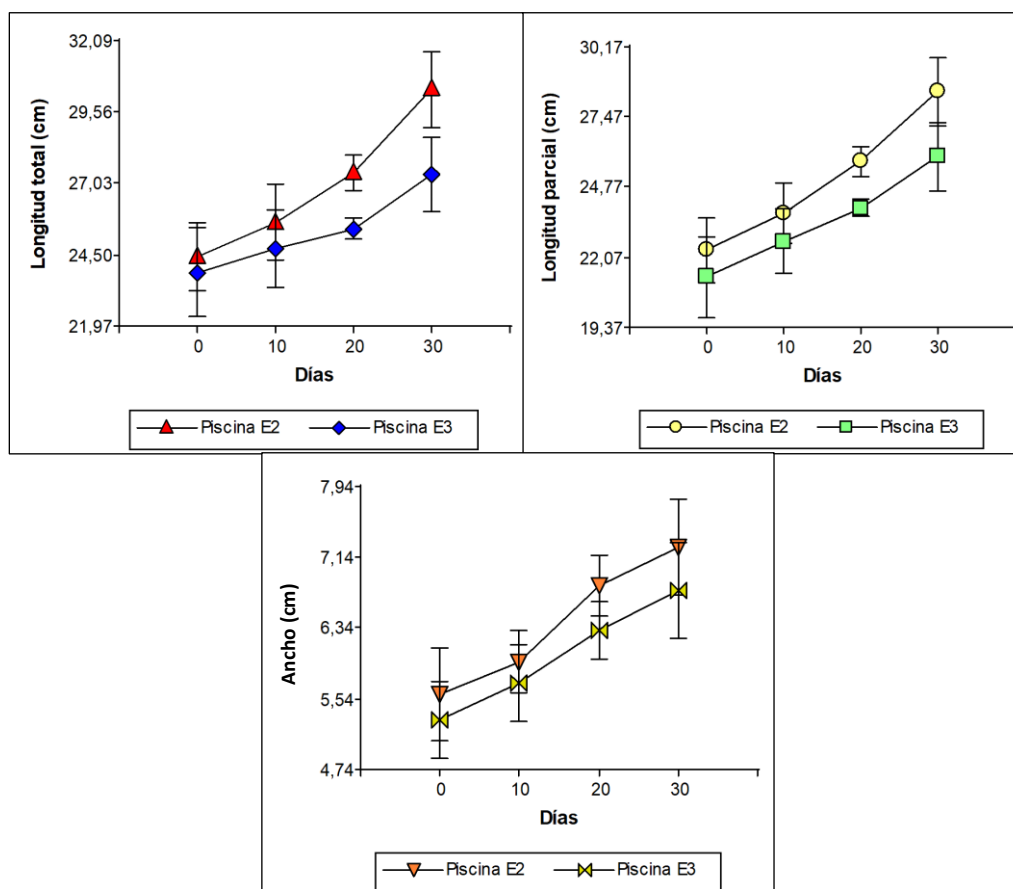 Longitud total (cm)
32,09
29,56
27,03
24,50
21,97
0 10 20 30
Días
Piscina E2 Piscina E3
Longitud parcial (cm)
30,17
27,47
24,77
22,07
19,37
0 10 20 30
Días
Piscina E2 Piscina E3
Ancho (cm)
7,94
7,14
6,34
5,54
4,74
0 10 20 30
Días
Piscina E2 Piscina E3